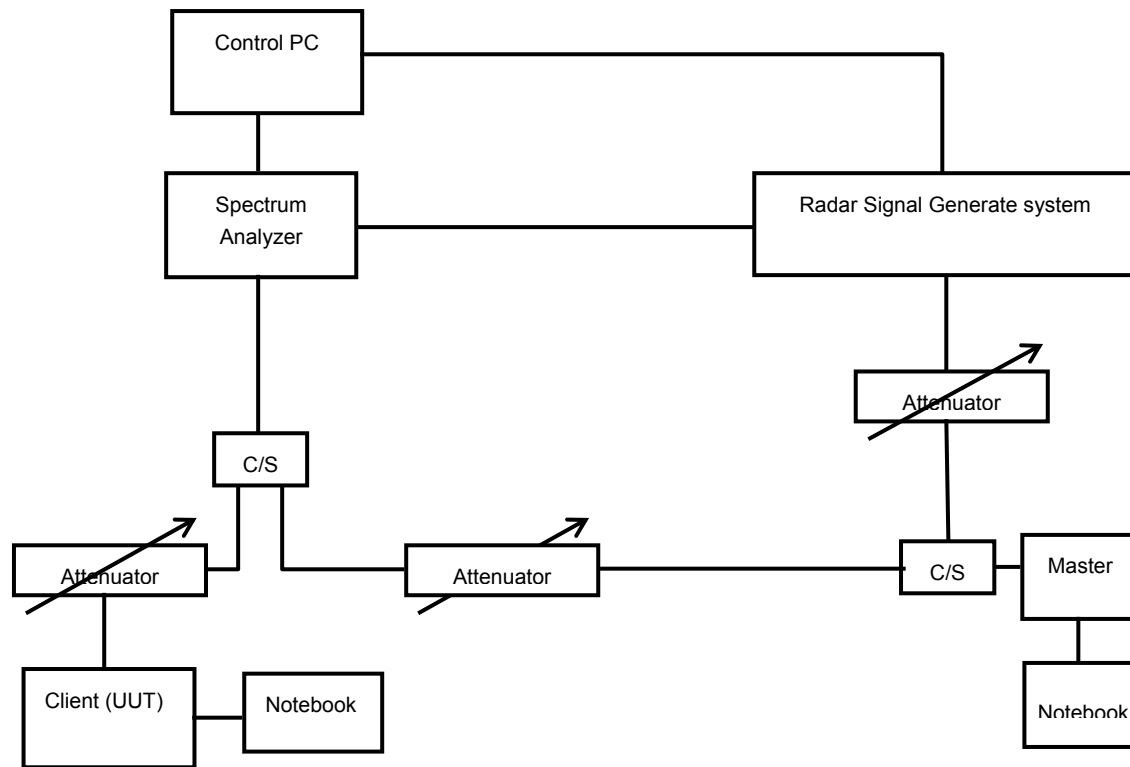 Control PC
Spectrum
Analyzer
Radar Signal Generate system
Attenuator
C/S
Attenuator
Attenuator
C/S
Master
Client (UUT)
Notebook
Notebook